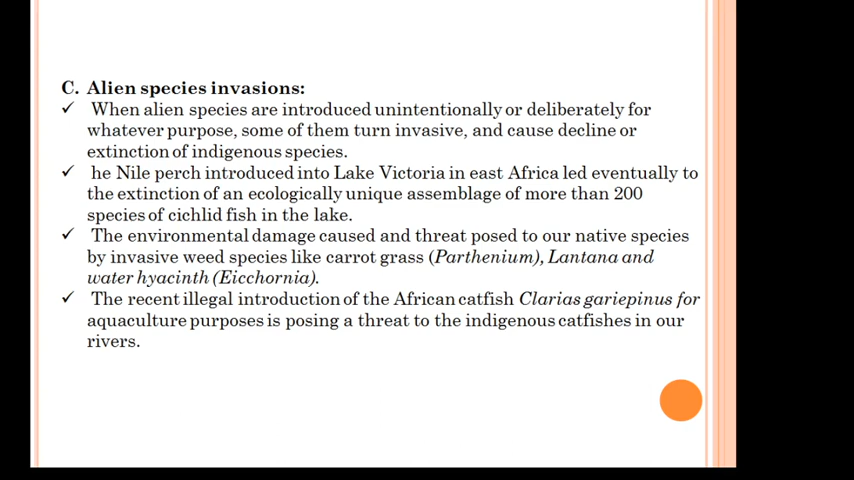 C. Alien species invasions:
✓ When alien species are introduced unintentionally or deliberately for
whatever purpose, some of them turn invasive, and cause decline or
extinction of indigenous species.
✓ he Nile perch introduced into Lake Victoria in east Africa led eventually to
the extinction of an ecologically unique assemblage of more than 200
species of cichlid fish in the lake.
✓ The environmental damage caused and threat posed to our native species
by invasive weed species like carrot grass (Parthenium), Lantana and
water hyacinth (Eicchornia).
✓ The recent illegal introduction of the African catfish Clarias gariepinus for
aquaculture purposes is posing a threat to the indigenous catfishes in our
rivers.